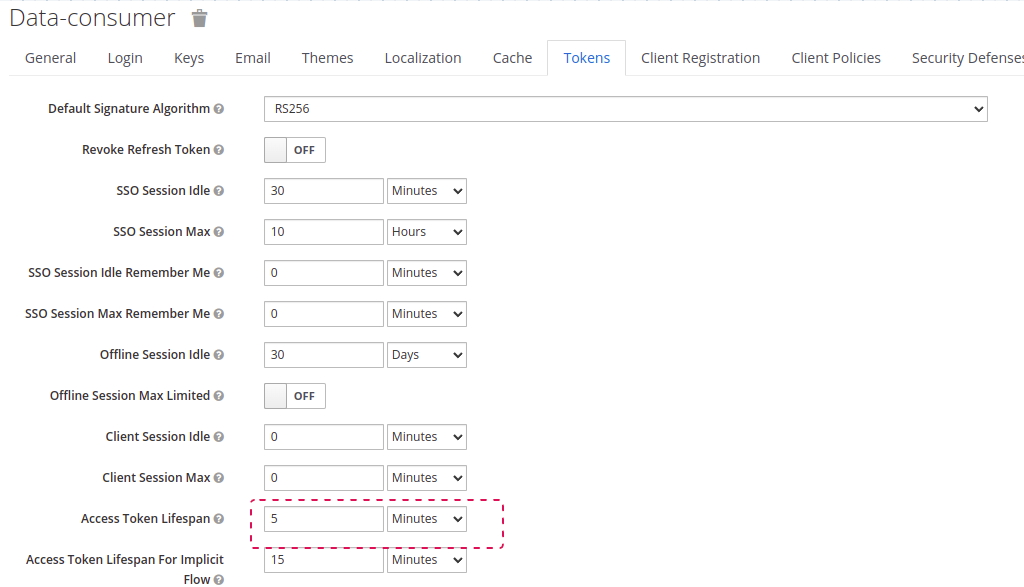 Data-consumer
General Login Keys Email Themes Localization Cache Tokens Client Registration Client Policies Security Defenses
Default Signature Algorithm RS256
Revoke Refresh Token OFF
SSO Session Idle 30 Minutes
SSO Session Max 10 Hours
SSO Session Idle Remember Me 0 Minutes
SSO Session Max Remember Me 0 Minutes
Offline Session Idle 30 Days
Offline Session Max Limited OFF
Client Session Idle 0 Minutes
Client Session Max 0 Minutes
Access Token Lifespan 5 Minutes
Access Token Lifespan For Implicit 15 Minutes
Flow